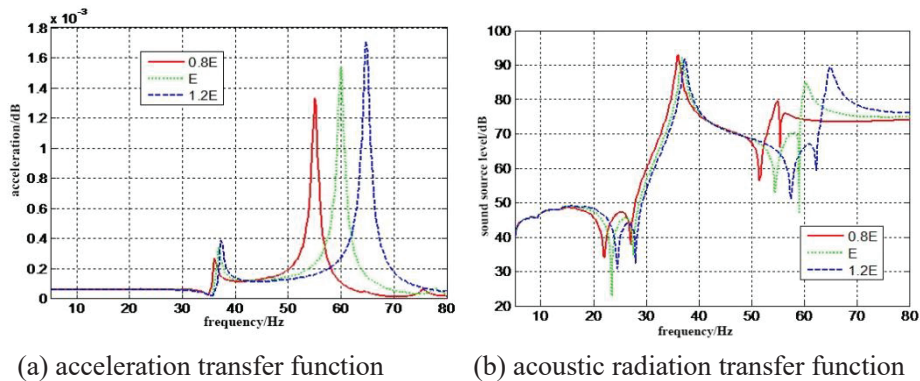 × 10⁻³
1.8
1.6
1.4
1.2
1
0.8
0.6
0.4
0.2
0
acceleration/dB
0.8E
E
1.2E
10 20 30 40 50 60 70 80
frequency/Hz
(a) acceleration transfer function
100
90
80
70
60
50
40
30
20
sound source level/dB
0.8E
E
1.2E
10 20 30 40 50 60 70 80
frequency/Hz
(b) acoustic radiation transfer function